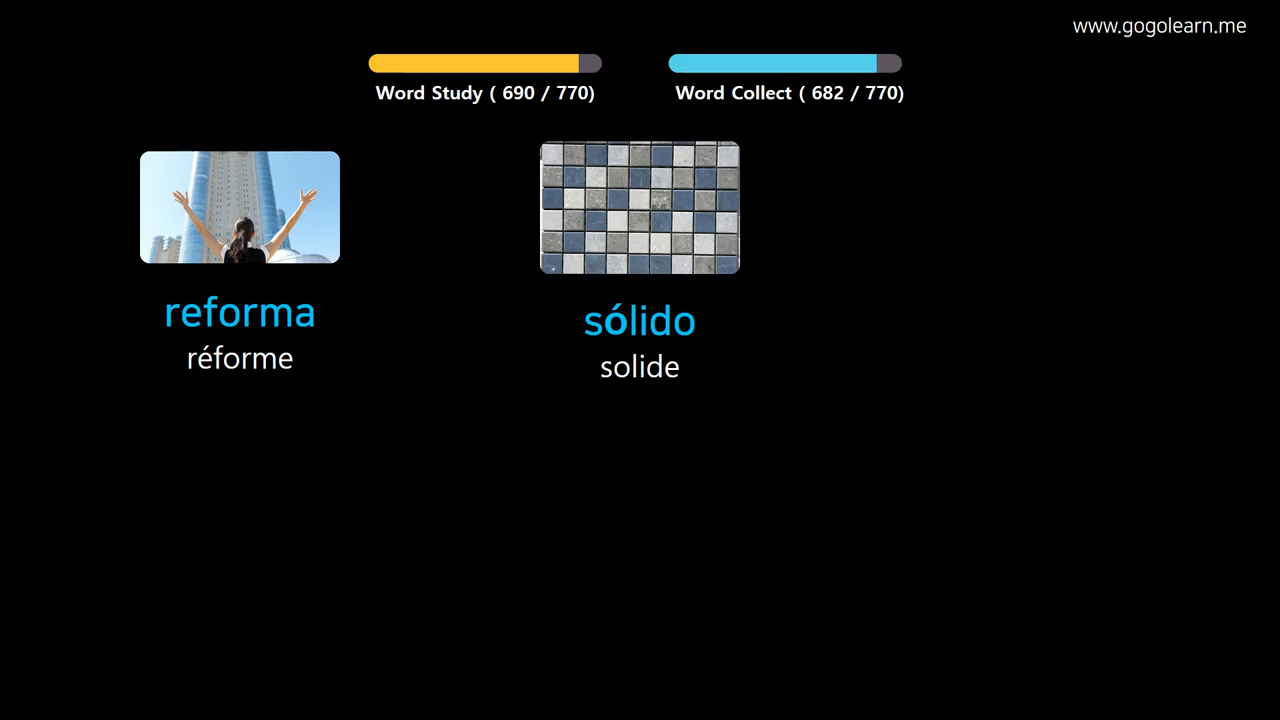 www.gogolearn.me
Word Study ( 690 / 770)
Word Collect ( 682 / 770)
reforma
réforme
sólido
solide